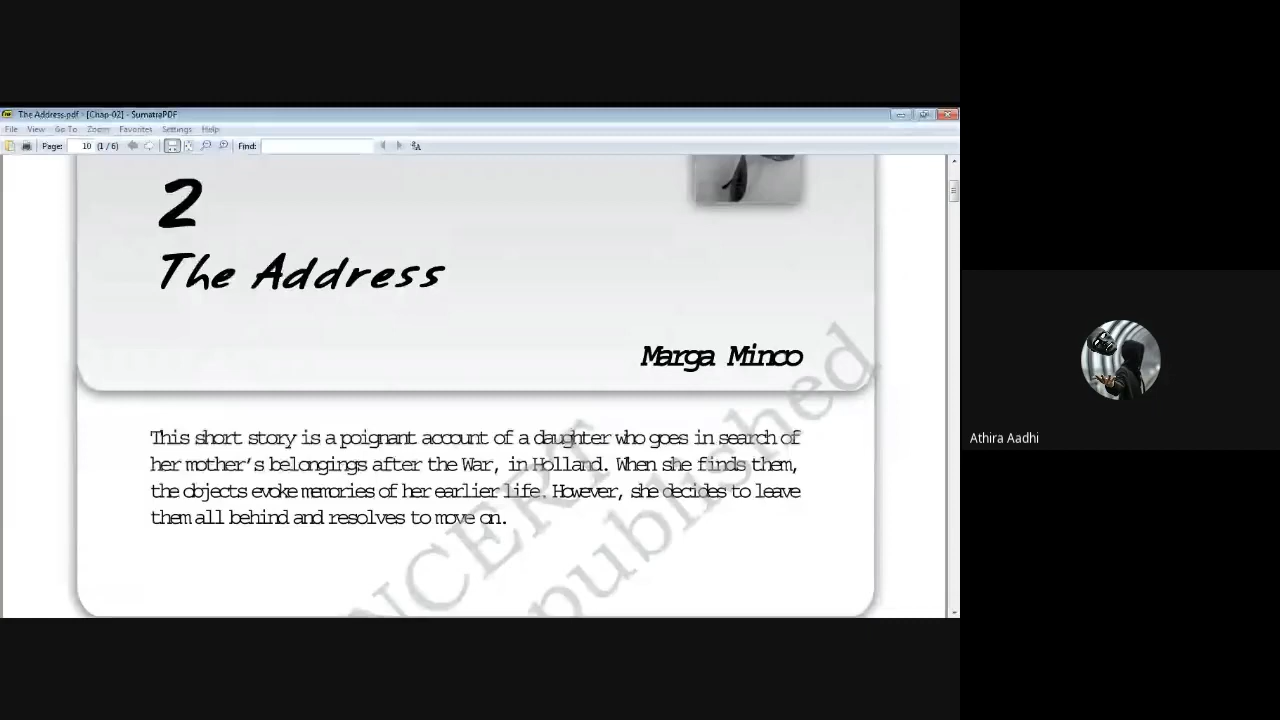 The Address.pdf - [Chap-02] - SumatraPDF
File View Go To Zoom Favorites Settings Help
Page: 10 (1 / 6) Find:
2
The Address
Marga Minco
This short story is a poignant account of a daughter who goes in search of
her mother's belongings after the War, in Holland. When she finds them,
the objects evoke memories of her earlier life. However, she decides to leave
them all behind and resolves to move on.
NCERT
published
Athira Aadhi